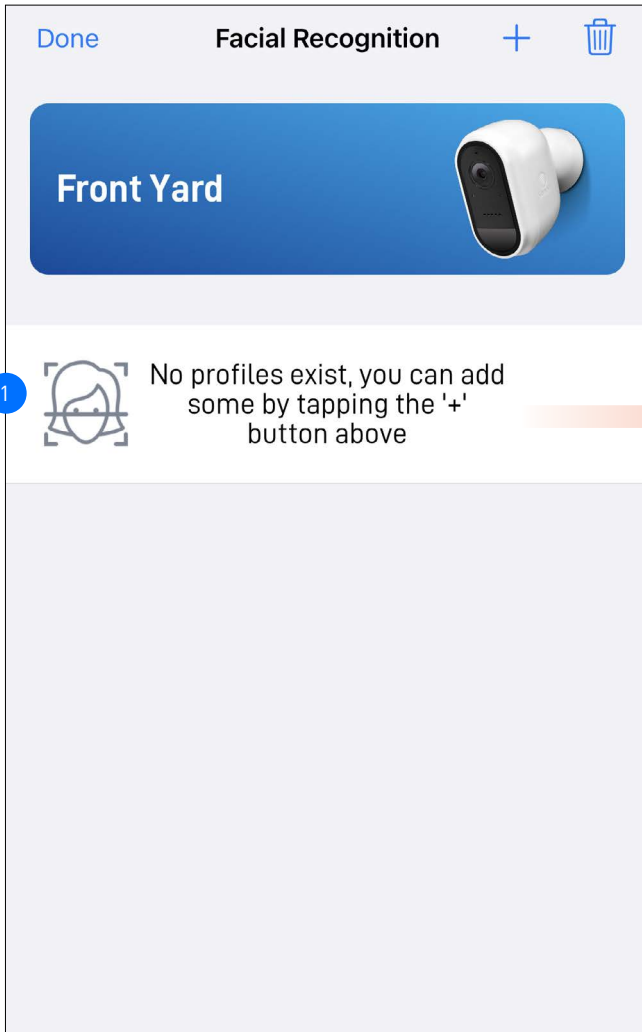 Done Facial Recognition +
Front Yard
1
No profiles exist, you can add
some by tapping the '+'
button above